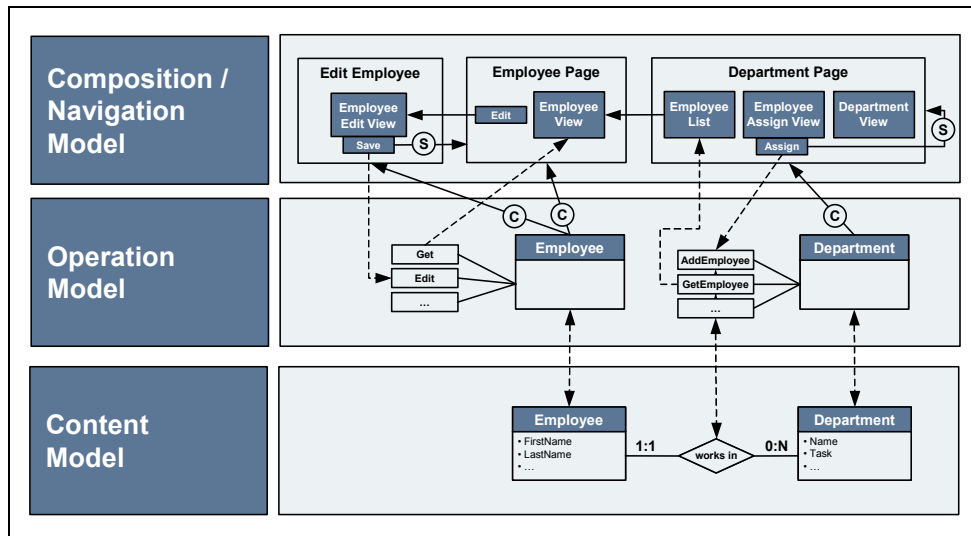 Composition /
Navigation
Model
Edit Employee
Employee
Edit View
Save
S
Employee Page
Edit
Employee
View
Department Page
Employee
List
Employee
Assign View
Assign
Department
View
S
Operation
Model
C
C
C
Get
Edit
...
Employee
AddEmployee
GetEmployee
...
Department
Content
Model
Employee
• FirstName
• LastName
• ...
1:1
works in
0:N
Department
• Name
• Task
• ...